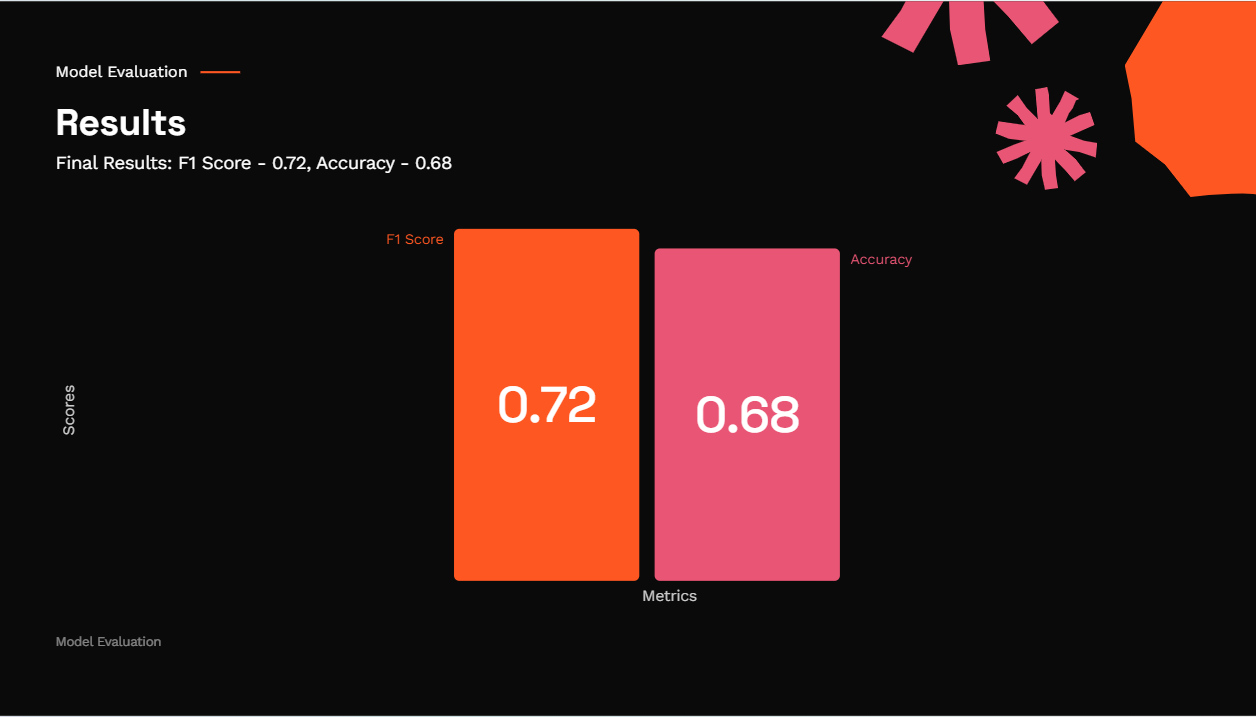 Model Evaluation
Results
Final Results: F1 Score - 0.72, Accuracy - 0.68
F1 Score
Accuracy
0.72
0.68
Scores
Metrics
Model Evaluation